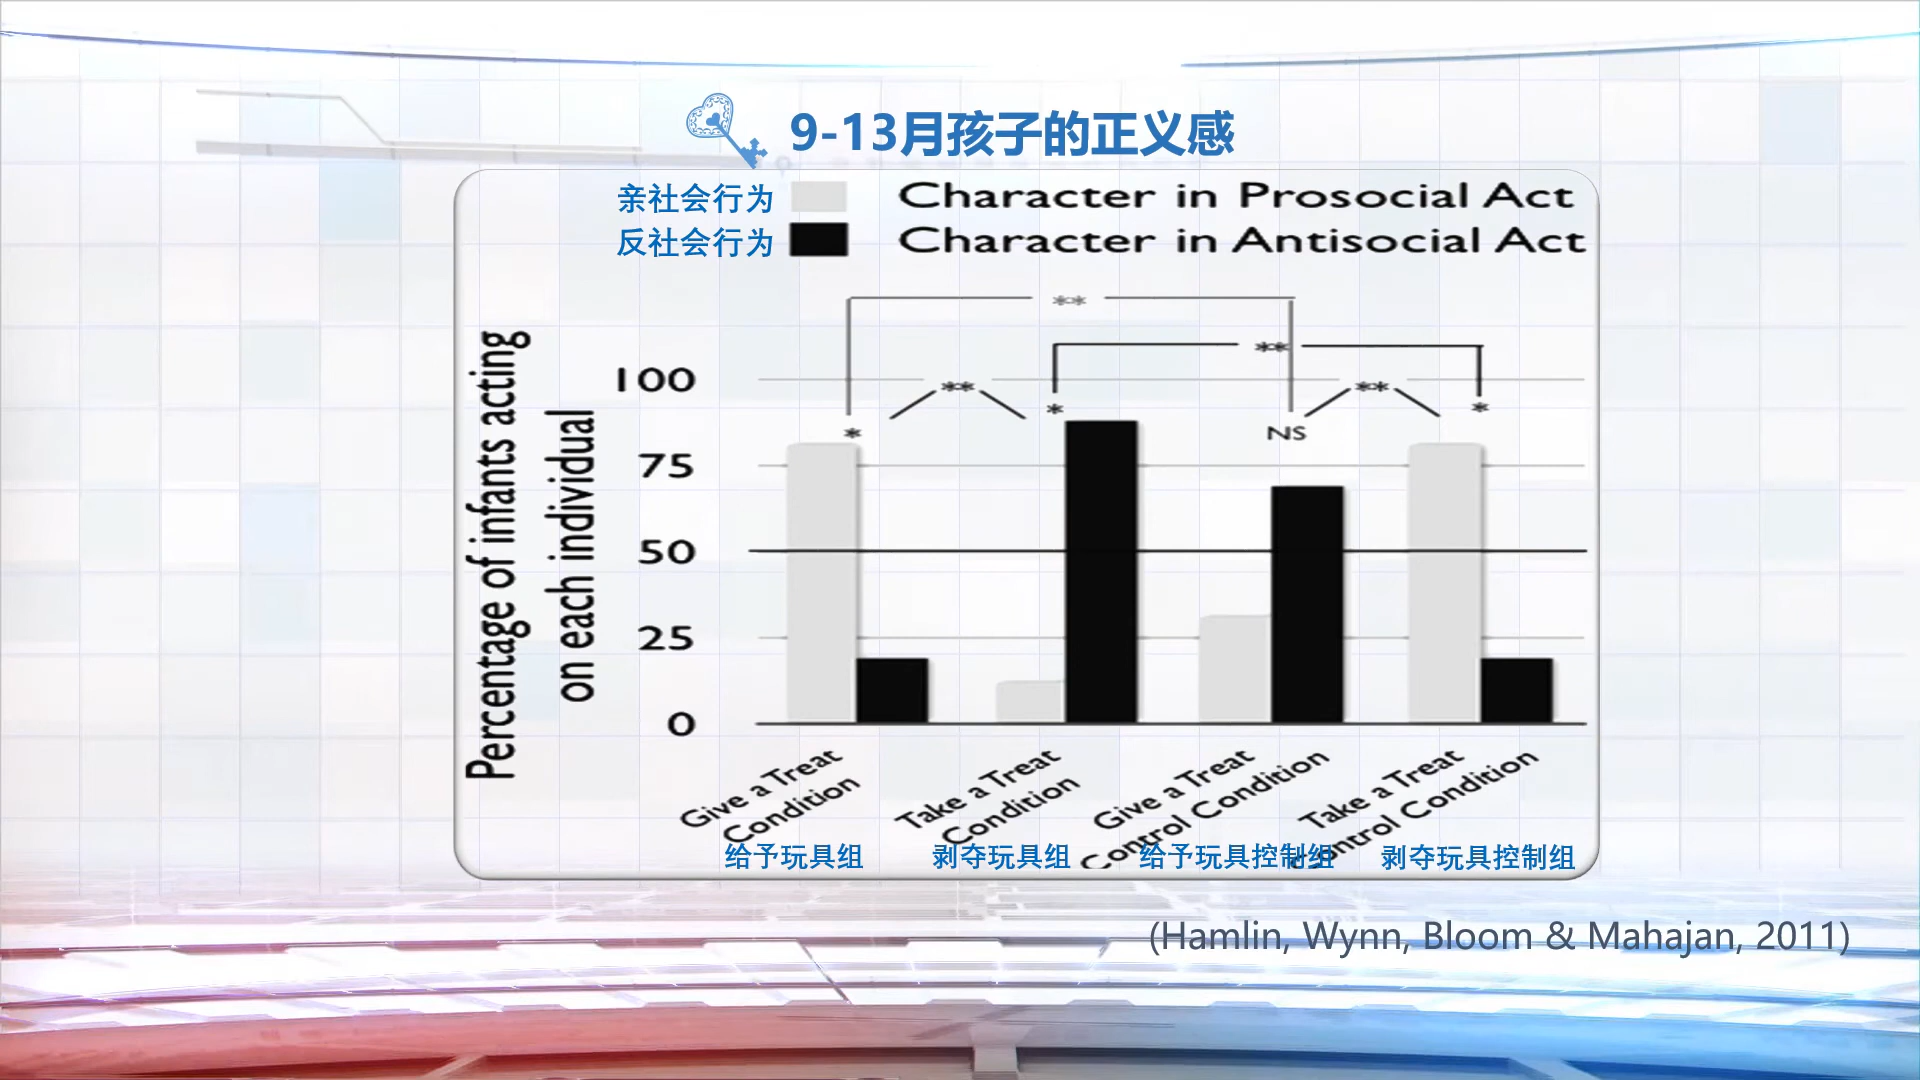 9-13月孩子的正义感
亲社会行为 Character in Prosocial Act
反社会行为 Character in Antisocial Act
**
**
** **
* *
* NS
Percentage of infants acting
on each individual
100
75
50
25
0
Give a Treat
Condition
Take a Treat
Condition
Give a Treat
Control Condition
Take a Treat
Control Condition
给予玩具组 剥夺玩具组 给予玩具控制组 剥夺玩具控制组
(Hamlin, Wynn, Bloom & Mahajan, 2011)